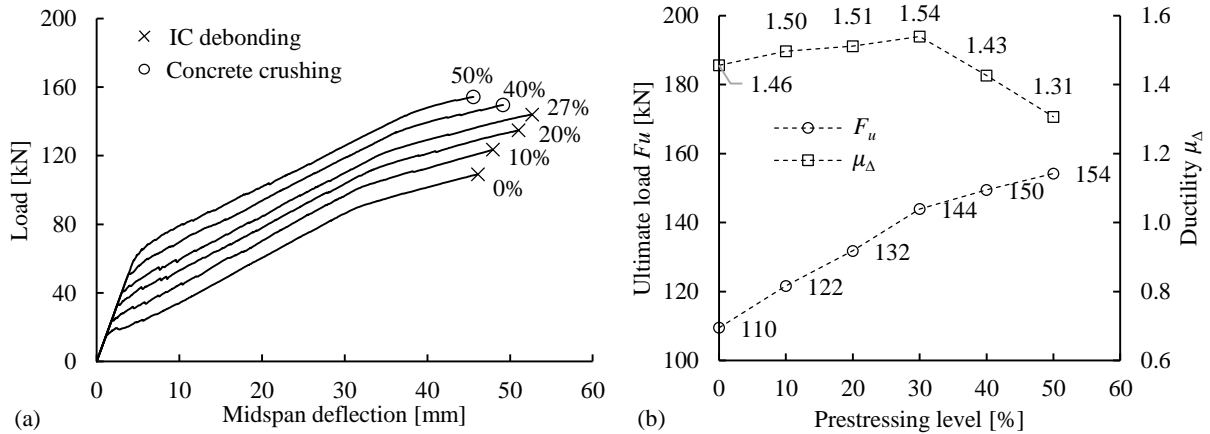 200
160
120
80
40
0
Load [kN]
IC debonding
Concrete crushing
50%
40%
27%
20%
10%
0%
0 10 20 30 40 50 60
Midspan deflection [mm]
(a)
200
180
160
140
120
100
Ultimate load Fu [kN]
1.50
1.51
1.54
1.43
1.31
1.46
F_u
μ_Δ
154
150
144
132
122
110
0 10 20 30 40 50 60
Prestressing level [%]
(b)
1.6
1.4
1.2
1.0
0.8
0.6
Ductility μ_Δ